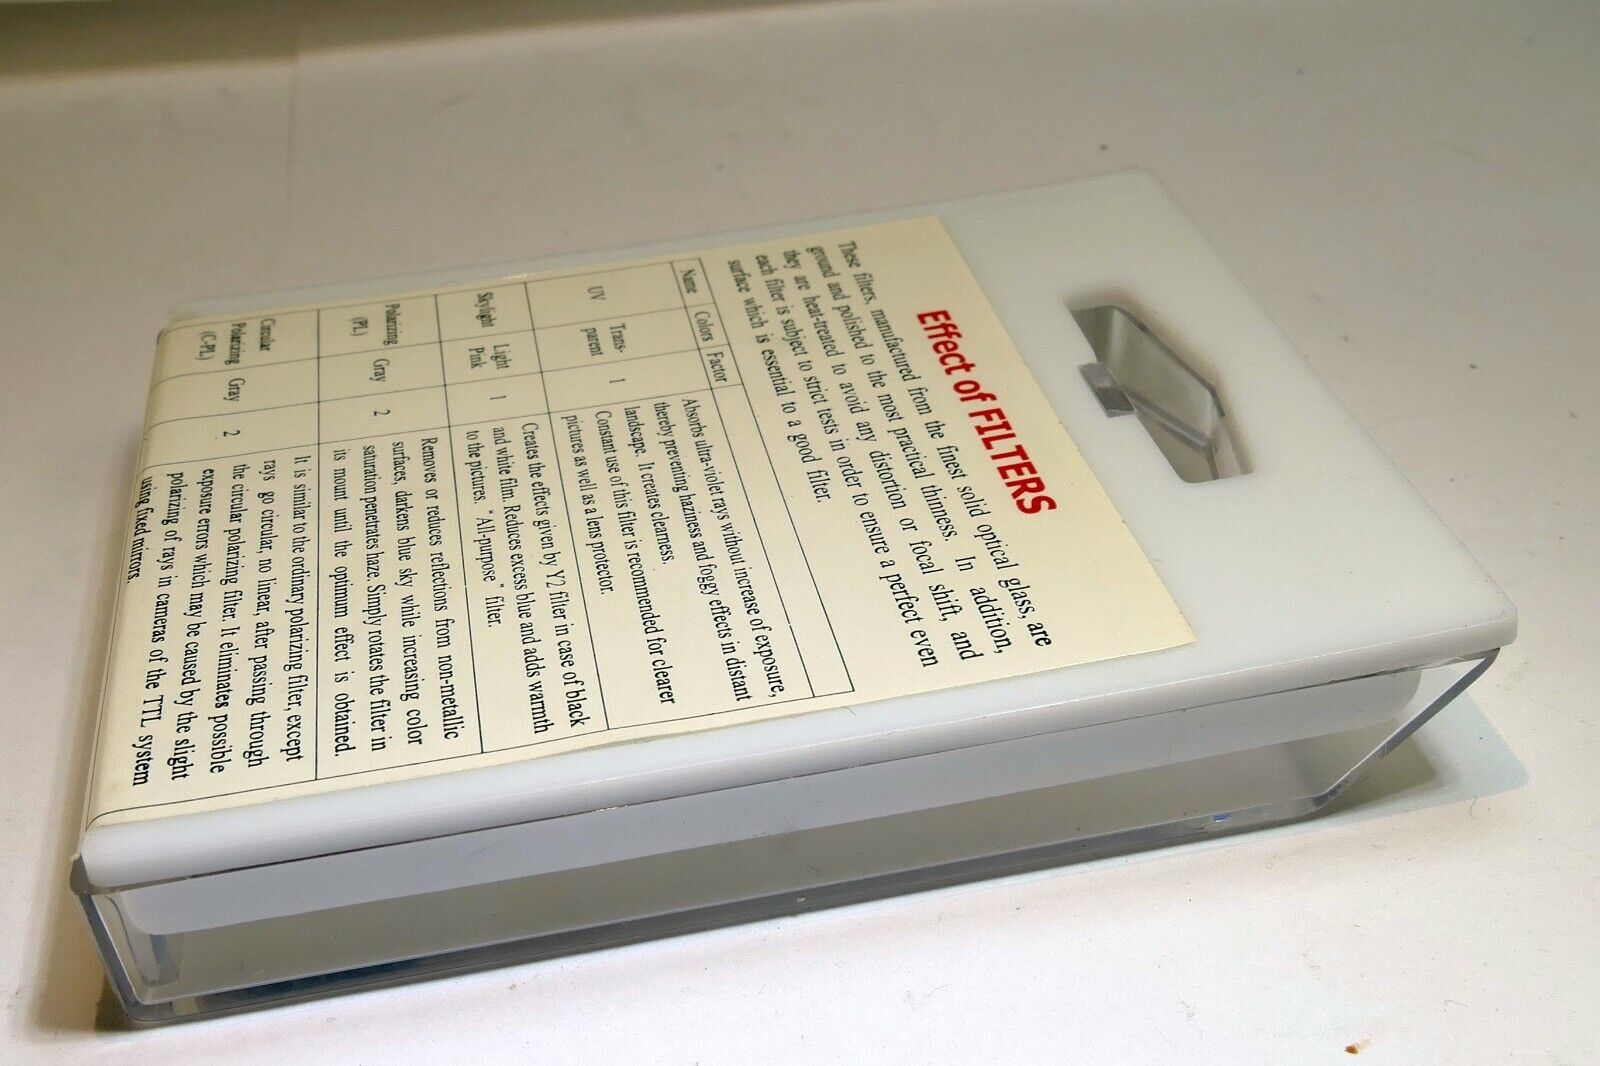 Effect of FILTERS
These filters, manufactured from the finest solid optical glass, are
ground and polished to the most practical thinness. In addition,
they are heat-treated to avoid any distortion or focal shift, and
each filter is subject to strict tests in order to ensure a perfect even
surface which is essential to a good filter.
Name Colors Factor
UV Trans-
parent 1 Absorbs ultra-violet rays without increase of exposure,
thereby preventing haziness and foggy effects in distant
landscape. It creates clearness.
Constant use of this filter is recommended for clearer
pictures as well as a lens protector.
Skylight Light
Pink 1 Creates the effects given by Y2 filter in case of black
and white film. Reduces excess blue and adds warmth
to the pictures. "All-purpose" filter.
Polarizing
(PL) Gray 2 Removes or reduces reflections from non-metallic
surfaces, darkens blue sky while increasing color
saturation penetrates haze. Simply rotates the filter in
is mount until the optimum effect is obtained.
Circular
Polarizing
(C-PL) Gray 2 It is similar to the ordinary polarizing filter, except
rays go circular, no linear, after passing through
the circular polarizing filter. It eliminates possible
exposure errors which may be caused by the slight
polarizing of rays in cameras of the TTL system
using fixed mirrors.